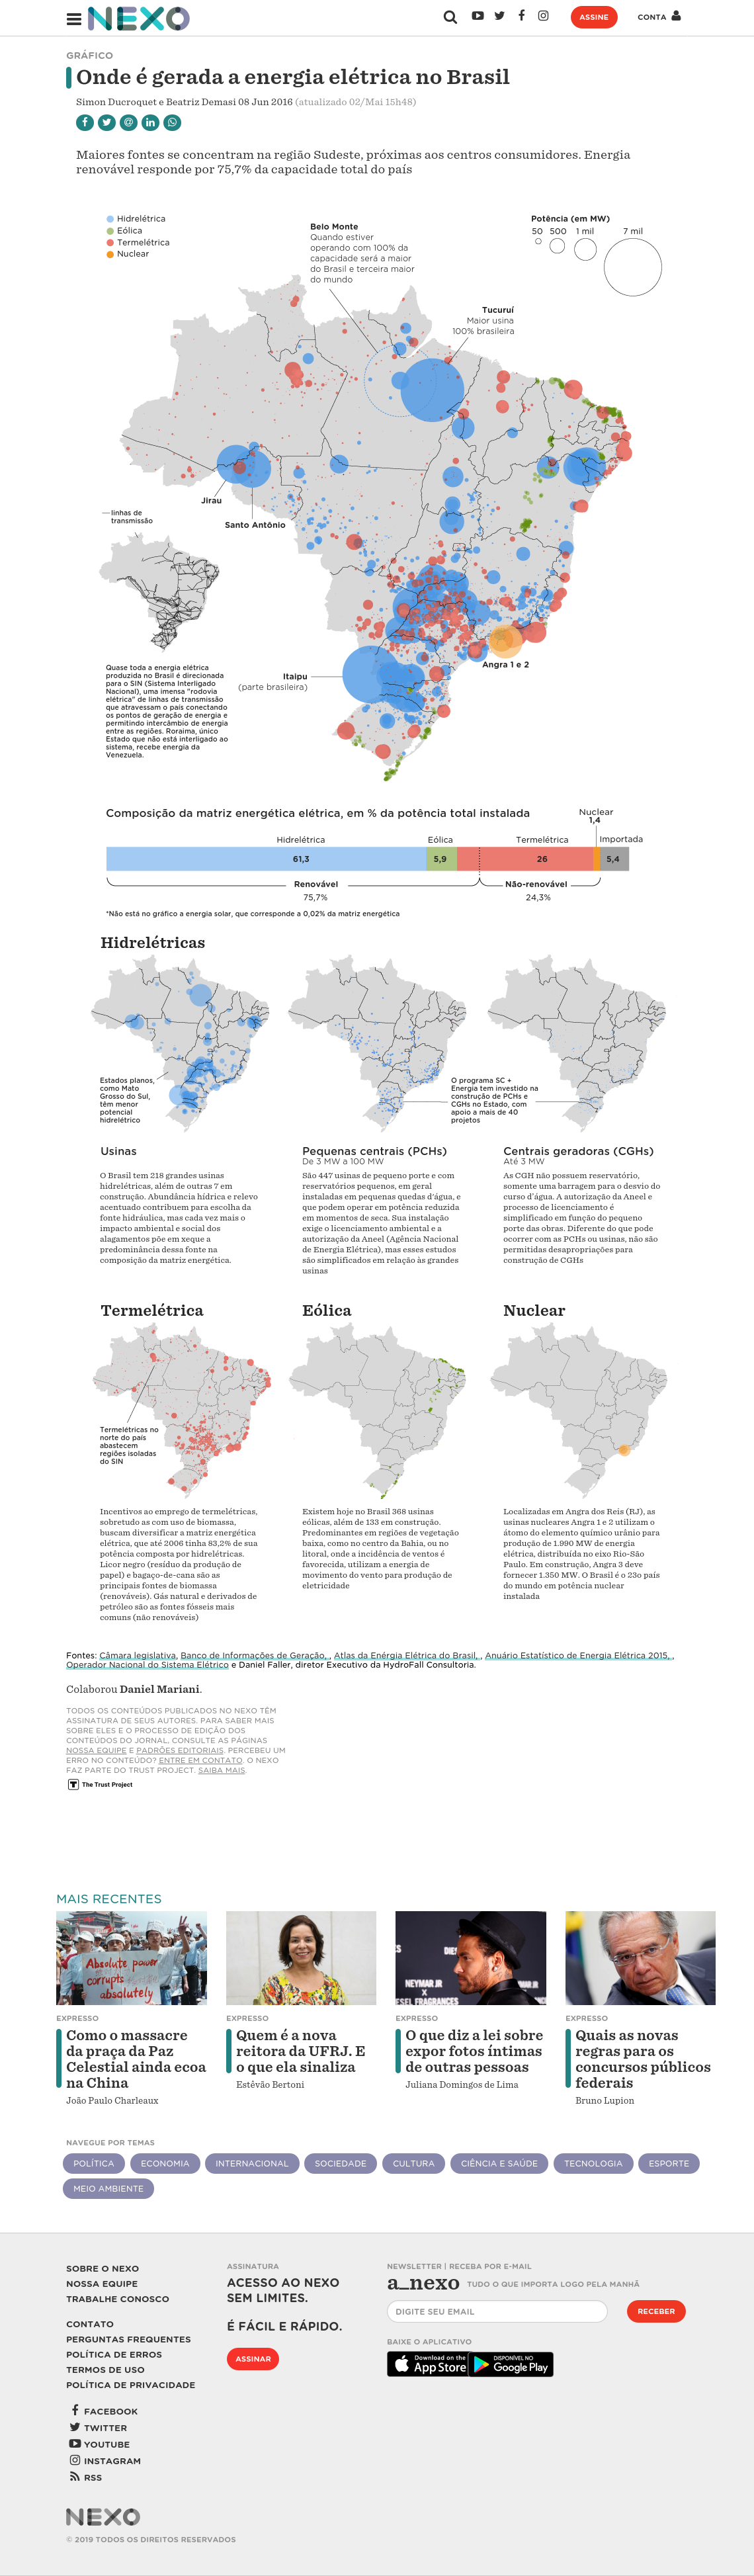 NEXO
ASSINE
CONTA
GRÁFICO
Onde é gerada a energia elétrica no Brasil
Simon Ducroquet e Beatriz Demasi 08 Jun 2016 (atualizado 02/Mai 15h48)
Maiores fontes se concentram na região Sudeste, próximas aos centros consumidores. Energia
renovável responde por 75,7% da capacidade total do país
Hidrelétrica
Eólica
Termelétrica
Nuclear
Belo Monte
Quando estiver
operando com 100% da
capacidade será a maior
do Brasil e terceira maior
do mundo
Potência (em MW)
50 500 1 mil 7 mil
Tucuruí
Maior usina
100% brasileira
Jirau
Santo Antônio
linhas de
transmissão
Angra 1 e 2
Itaipu
(parte brasileira)
Quase toda a energia elétrica
produzida no Brasil é direcionada
para o SIN (Sistema Interligado
Nacional), uma imensa "rodovia
elétrica" de linhas de transmissão
que atravessam o país conectando
os pontos de geração de energia e
permitindo intercâmbio de energia
entre as regiões. Roraima, único
Estado que não está interligado ao
sistema, recebe energia da
Venezuela.
Composição da matriz energética elétrica, em % da potência total instalada
Nuclear
1,4
Hidrelétrica Eólica Termelétrica Importada
61,3 5,9 26 5,4
Renovável Não-renovável
75,7% 24,3%
*Não está no gráfico a energia solar, que corresponde a 0,02% da matriz energética
Hidrelétricas
Estados planos,
como Mato
Grosso do Sul,
têm menor
potencial
hidrelétrico
O programa SC +
Energia tem investido na
construção de PCHs e
CGHs no Estado, com
apoio a mais de 40
projetos
Usinas
O Brasil tem 218 grandes usinas
hidrelétricas, além de outras 7 em
construção. Abundância hídrica e relevo
acentuado contribuem para escolha da
fonte hidráulica, mas cada vez mais o
impacto ambiental e social dos
alagamentos põe em xeque a
predominância dessa fonte na
composição da matriz energética.
Pequenas centrais (PCHs)
De 3 MW a 100 MW
São 447 usinas de pequeno porte e com
reservatórios pequenos, em geral
instaladas em pequenas quedas d'água, e
que podem operar em potência reduzida
em momentos de seca. Sua instalação
exige o licenciamento ambiental e a
autorização da Aneel (Agência Nacional
de Energia Elétrica), mas esses estudos
são simplificados em relação às grandes
usinas
Centrais geradoras (CGHs)
Até 3 MW
As CGH não possuem reservatório,
somente uma barragem para o desvio do
curso d'água. A autorização da Aneel e
processo de licenciamento é
simplificado em função do pequeno
porte das obras. Diferente do que pode
ocorrer com as PCHs ou usinas, não são
permitidas desapropriações para
construção de CGHs
Termelétrica
Termelétricas no
norte do país
abastecem
regiões isoladas
do SIN
Incentivos ao emprego de termelétricas,
sobretudo as com uso de biomassa,
buscam diversificar a matriz energética
elétrica, que até 2006 tinha 83,2% de sua
potência composta por hidrelétricas.
Licor negro (resíduo da produção de
papel) e bagaço-de-cana são as
principais fontes de biomassa
(renováveis). Gás natural e derivados de
petróleo são as fontes fósseis mais
comuns (não renováveis)
Eólica
Existem hoje no Brasil 368 usinas
eólicas, além de 133 em construção.
Predominantes em regiões de vegetação
baixa, como no centro da Bahia, ou no
litoral, onde a incidência de ventos é
favorecida, utilizam a energia de
movimento do vento para produção de
eletricidade
Nuclear
Localizadas em Angra dos Reis (RJ), as
usinas nucleares Angra 1 e 2 utilizam o
átomo do elemento químico urânio para
produção de 1.990 MW de energia
elétrica, distribuída no eixo Rio-São
Paulo. Em construção, Angra 3 deve
fornecer 1.350 MW. O Brasil é o 23o país
do mundo em potência nuclear
instalada
Fontes: Câmara legislativa, Banco de Informações de Geração, , Atlas da Enérgia Elétrica do Brasil, , Anuário Estatístico de Energia Elétrica 2015, ,
Operador Nacional do Sistema Elétrico e Daniel Faller, diretor Executivo da HydroFall Consultoria.
Colaborou Daniel Mariani.
TODOS OS CONTEÚDOS PUBLICADOS NO NEXO TÊM
ASSINATURA DE SEUS AUTORES. PARA SABER MAIS
SOBRE ELES E O PROCESSO DE EDIÇÃO DOS
CONTEÚDOS DO JORNAL, CONSULTE AS PÁGINAS
NOSSA EQUIPE E PADRÕES EDITORIAIS. PERCEBEU UM
ERRO NO CONTEÚDO? ENTRE EM CONTATO. O NEXO
FAZ PARTE DO TRUST PROJECT. SAIBA MAIS.
T The Trust Project
MAIS RECENTES
Absolute power
corrupts
absolutely
NEYMAR JR
X
DIESEL FRAGRANCES
EXPRESSO
Como o massacre
da praça da Paz
Celestial ainda ecoa
na China
João Paulo Charleaux
EXPRESSO
Quem é a nova
reitora da UFRJ. E
o que ela sinaliza
Estêvão Bertoni
EXPRESSO
O que diz a lei sobre
expor fotos íntimas
de outras pessoas
Juliana Domingos de Lima
EXPRESSO
Quais as novas
regras para os
concursos públicos
federais
Bruno Lupion
NAVEGUE POR TEMAS
POLÍTICA ECONOMIA INTERNACIONAL SOCIEDADE CULTURA CIÊNCIA E SAÚDE TECNOLOGIA ESPORTE
MEIO AMBIENTE
SOBRE O NEXO
NOSSA EQUIPE
TRABALHE CONOSCO
CONTATO
PERGUNTAS FREQUENTES
POLÍTICA DE ERROS
TERMOS DE USO
POLÍTICA DE PRIVACIDADE
FACEBOOK
TWITTER
YOUTUBE
INSTAGRAM
RSS
ASSINATURA
ACESSO AO NEXO
SEM LIMITES.
É FÁCIL E RÁPIDO.
ASSINAR
NEWSLETTER | RECEBA POR E-MAIL
a_nexo TUDO O QUE IMPORTA LOGO PELA MANHÃ
DIGITE SEU EMAIL
RECEBER
BAIXE O APLICATIVO
Download on the
App Store
DISPONÍVEL NO
Google Play
NEXO
© 2019 TODOS OS DIREITOS RESERVADOS